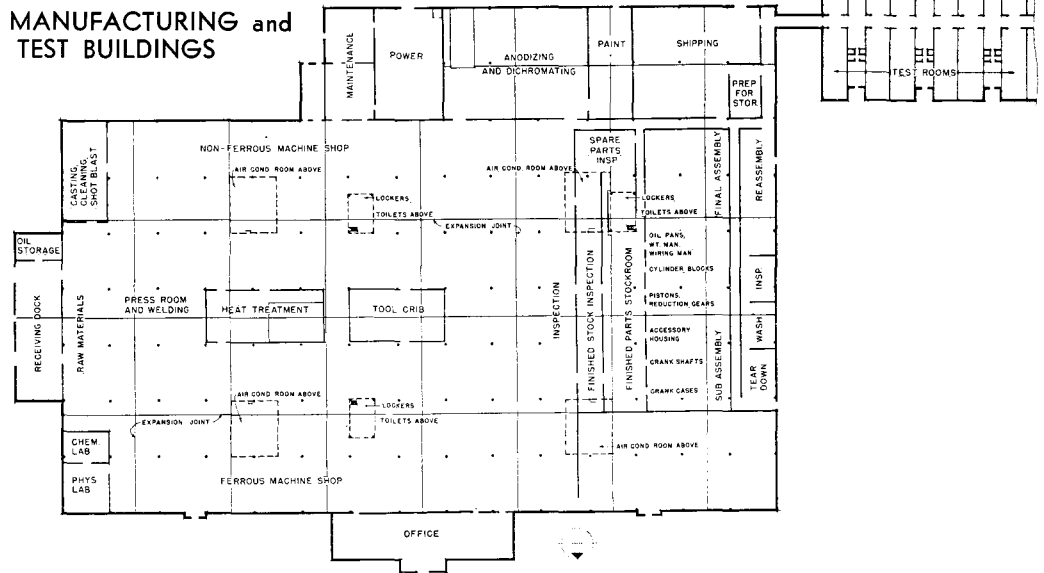 MANUFACTURING and
TEST BUILDINGS
MAINTENANCE
POWER
ANODIZING
AND DICHROMATING
PAINT
SHIPPING
PREP
FOR
STOR.
TEST ROOMS
CASTING,
CLEANING,
SHOT BLAST
NON-FERROUS MACHINE SHOP
AIR COND ROOM ABOVE
LOCKERS
TOILETS ABOVE
EXPANSION JOINT
AIR COND ROOM ABOVE
SPARE
PARTS
INSP
LOCKERS
TOILETS ABOVE
FINAL ASSEMBLY
REASSEMBLY
OIL
STORAGE
RECEIVING DOCK
RAW MATERIALS
PRESS ROOM
AND WELDING
HEAT TREATMENT
TOOL CRIB
INSPECTION
FINISHED STOCK INSPECTION
FINISHED PARTS STOCKROOM
OIL PANS,
WT. MAN.
WIRING MAN
CYLINDER BLOCKS
PISTONS,
REDUCTION GEARS
ACCESSORY
HOUSING
CRANK SHAFTS
CRANK CASES
SUB ASSEMBLY
INSP.
WASH
TEAR
DOWN
AIR COND ROOM ABOVE
LOCKERS
TOILETS ABOVE
EXPANSION JOINT
AIR COND ROOM ABOVE
CHEM.
LAB
PHYS
LAB
FERROUS MACHINE SHOP
OFFICE